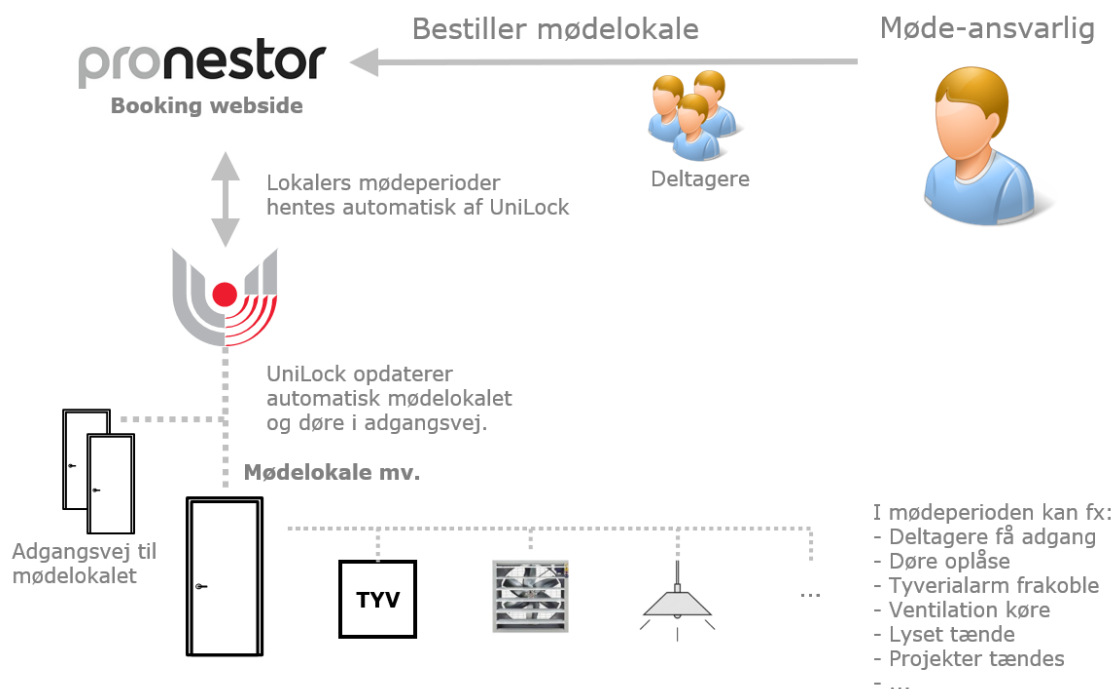 Bestiller mødelokale
Møde-ansvarlig
pronestor
Booking webside
Deltagere
Lokalers mødeperioder
hentes automatisk af UniLock
UniLock opdaterer
automatisk mødelokalet
og døre i adgangsvej.
Mødelokale mv.
Adgangsvej til
mødelokalet
TYV
...
I mødeperioden kan fx:
- Deltagere få adgang
- Døre oplåse
- Tyverialarm frakoble
- Ventilation køre
- Lyset tænde
- Projekter tændes
- ...